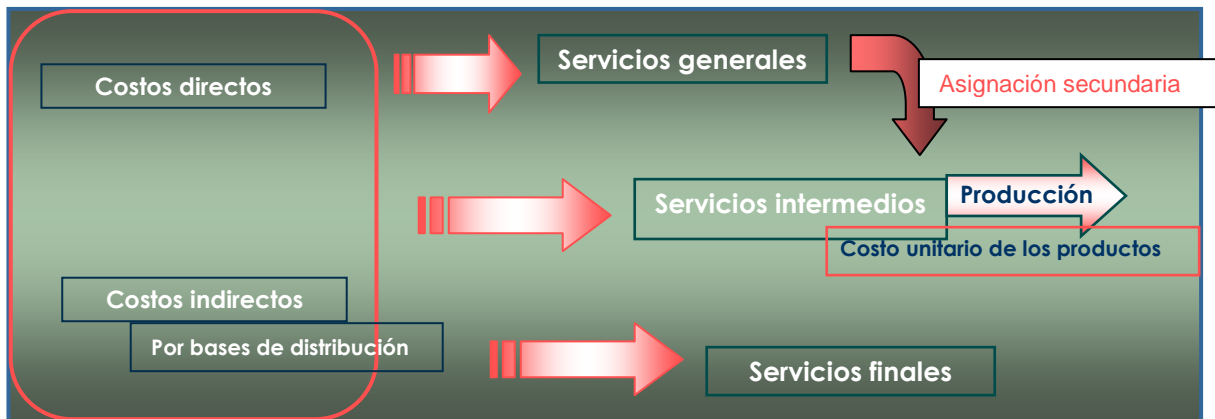 Servicios generales
Costos directos
Asignación secundaria
Servicios intermedios
Producción
Costo unitario de los productos
Costos indirectos
Por bases de distribución
Servicios finales